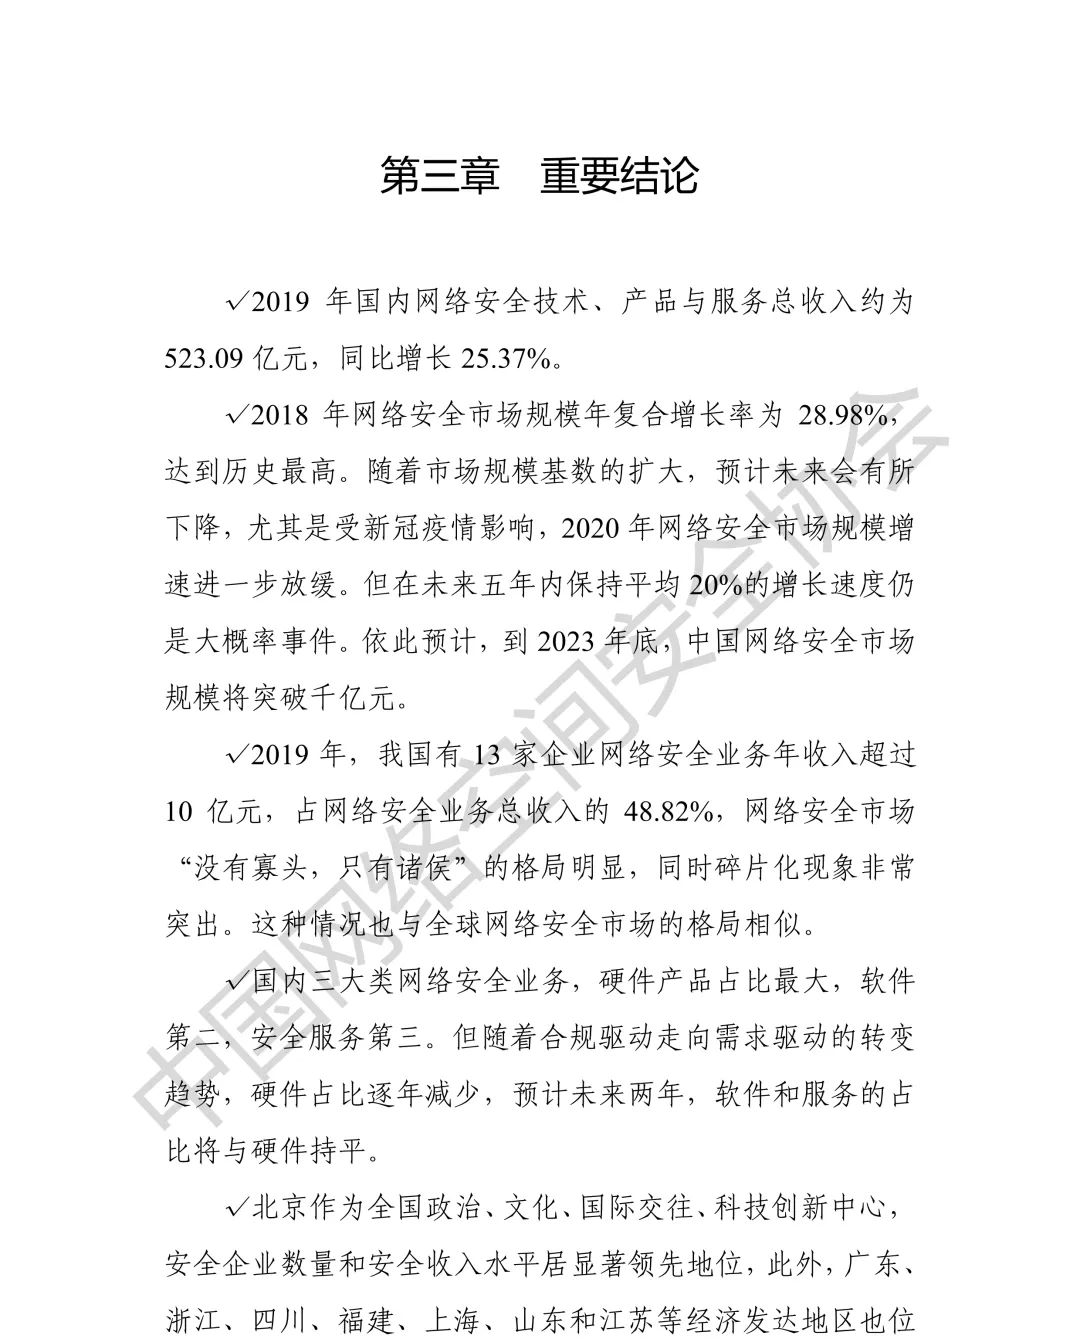 第三章 重要结论
✓2019 年国内网络安全技术、产品与服务总收入约为
523.09 亿元，同比增长 25.37%。
✓2018 年网络安全市场规模年复合增长率为 28.98%，
达到历史最高。随着市场规模基数的扩大，预计未来会有所
下降，尤其是受新冠疫情影响，2020 年网络安全市场规模增
速进一步放缓。但在未来五年内保持平均 20%的增长速度仍
是大概率事件。依此预计，到 2023 年底，中国网络安全市场
规模将突破千亿元。
✓2019 年，我国有 13 家企业网络安全业务年收入超过
10 亿元，占网络安全业务总收入的 48.82%，网络安全市场
“没有寡头，只有诸侯”的格局明显，同时碎片化现象非常
突出。这种情况也与全球网络安全市场的格局相似。
✓国内三大类网络安全业务，硬件产品占比最大，软件
第二，安全服务第三。但随着合规驱动走向需求驱动的转变
趋势，硬件占比逐年减少，预计未来两年，软件和服务的占
比将与硬件持平。
✓北京作为全国政治、文化、国际交往、科技创新中心，
安全企业数量和安全收入水平居显著领先地位，此外，广东、
浙江、四川、福建、上海、山东和江苏等经济发达地区也位
中国网络空间安全协会